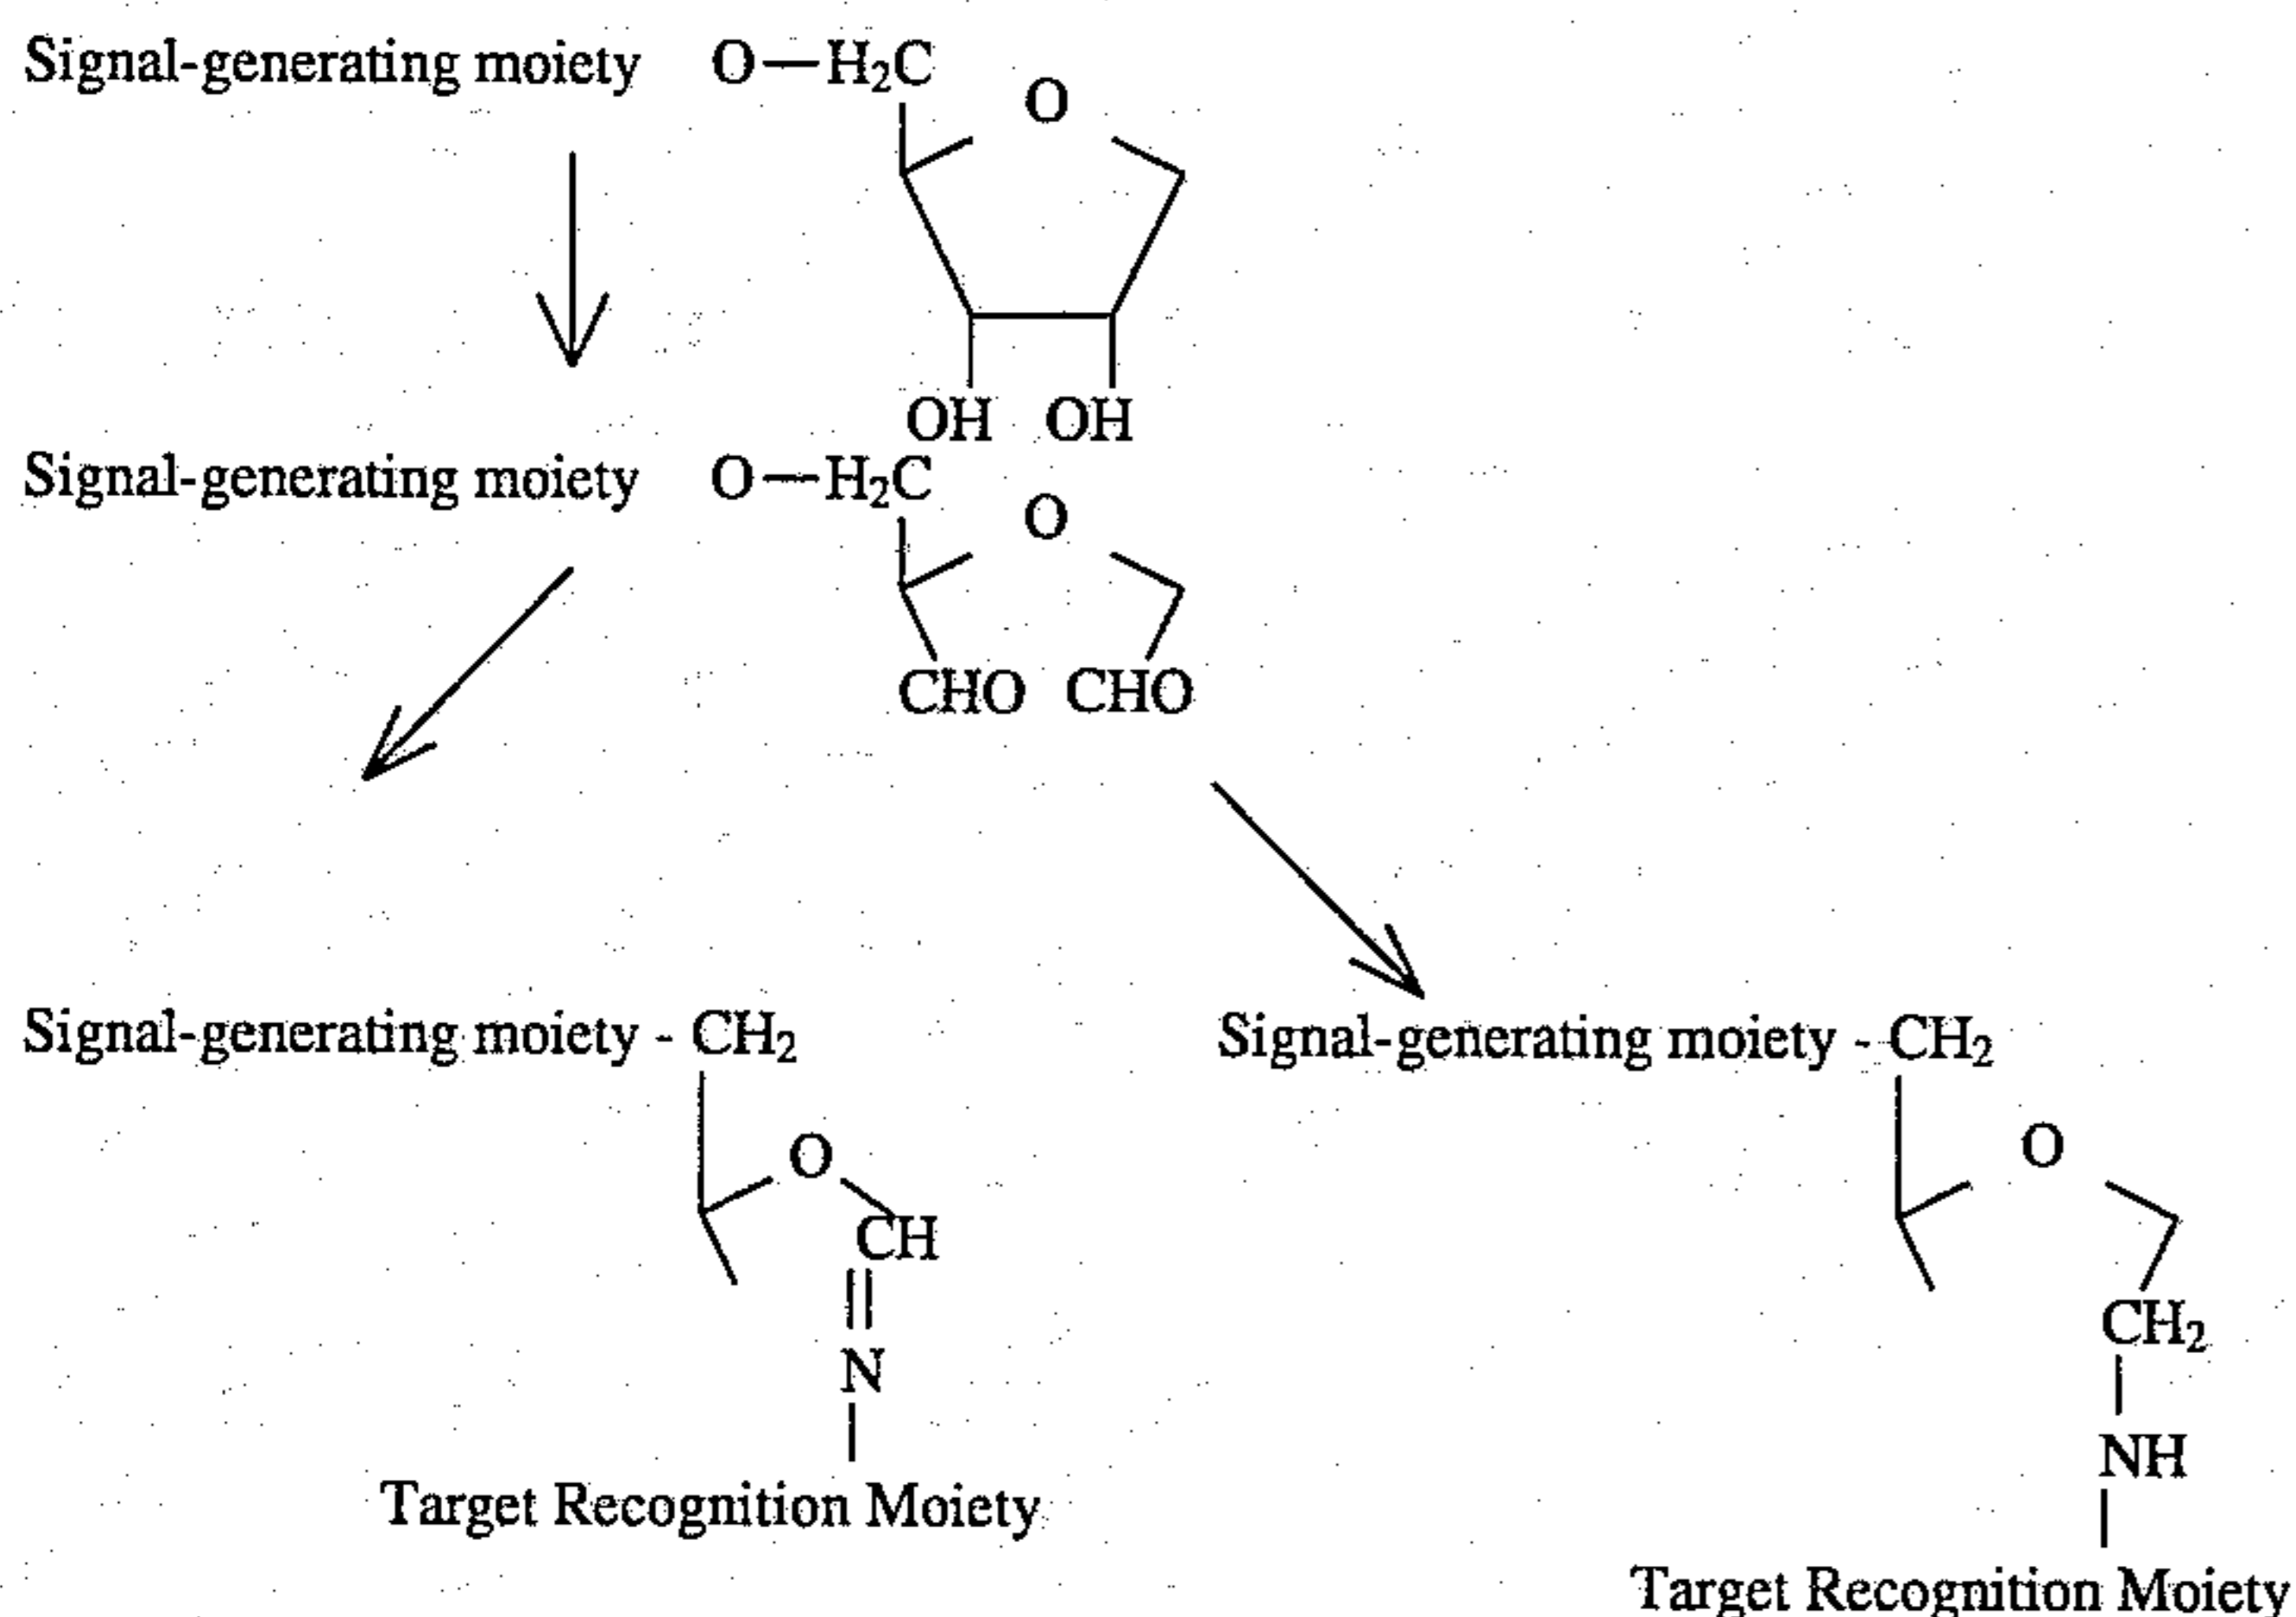 Signal-generating moiety O—H₂C
O
OH OH
Signal-generating moiety O—H₂C
O
CHO CHO
Signal-generating moiety - CH₂
Signal-generating moiety - CH₂
O
O
CH
CH₂
N
NH
Target Recognition Moiety
Target Recognition Moiety